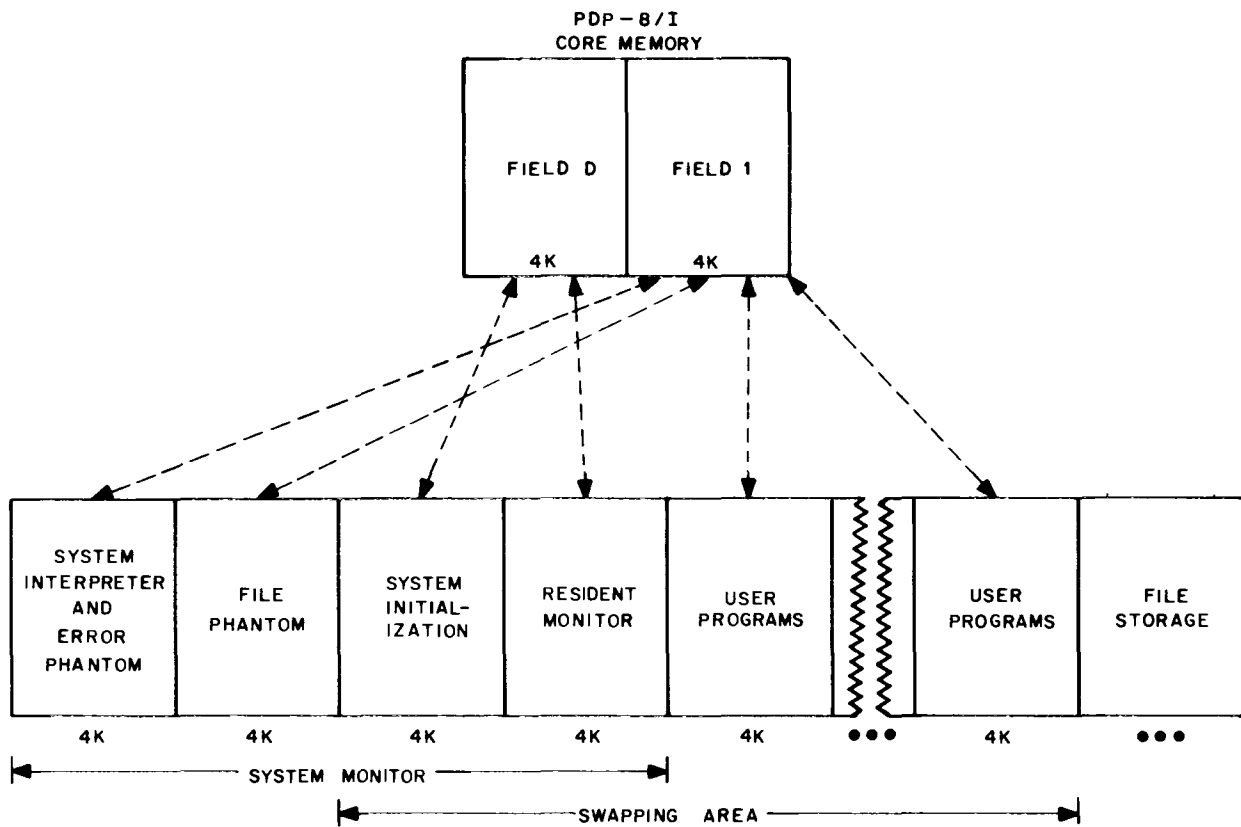 PDP-8/I
CORE MEMORY
FIELD D
FIELD 1
4K
4K
SYSTEM
INTERPRETER
AND
ERROR
PHANTOM
FILE
PHANTOM
SYSTEM
INITIAL-
IZATION
RESIDENT
MONITOR
USER
PROGRAMS
USER
PROGRAMS
FILE
STORAGE
4K
4K
4K
4K
4K
•••
4K
•••
SYSTEM MONITOR
SWAPPING AREA